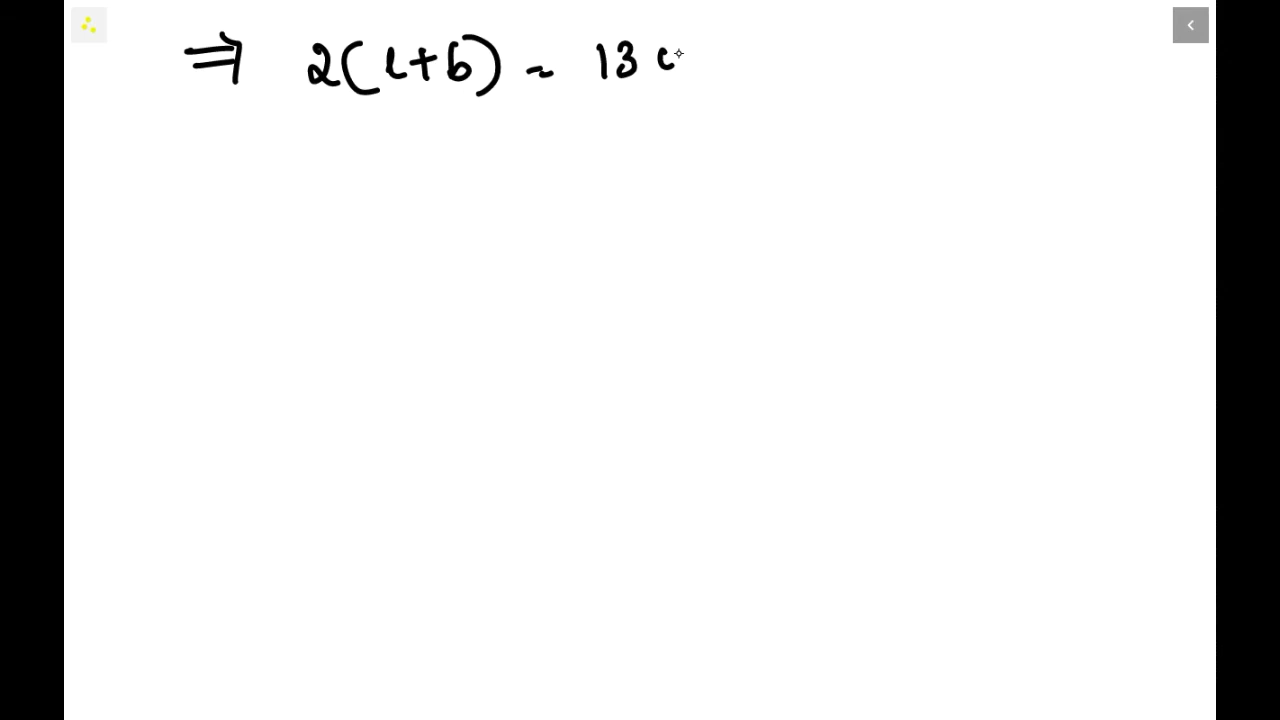 ⇒ 2(l+b) = 13 c